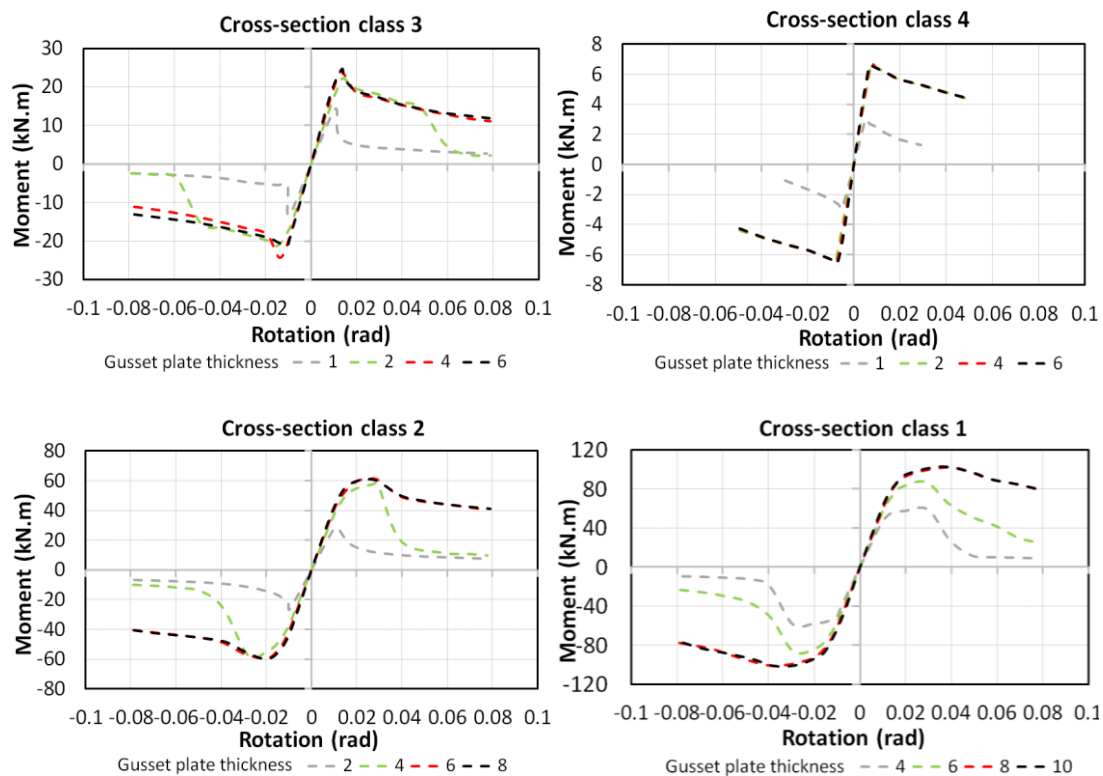 Cross-section class 3
Moment (kN.m)
30
20
10
0
-10
-20
-30
-0.1 -0.08 -0.06 -0.04 -0.02 0 0.02 0.04 0.06 0.08 0.1
Rotation (rad)
Gusset plate thickness 1 2 4 6
Cross-section class 4
Moment (kN.m)
8
6
4
2
0
-2
-4
-6
-8
-0.1 -0.08 -0.06 -0.04 -0.02 0 0.02 0.04 0.06 0.08 0.1
Rotation (rad)
Gusset plate thickness 1 2 4 6
Cross-section class 2
Moment (kN.m)
80
60
40
20
0
-20
-40
-60
-80
-0.1 -0.08 -0.06 -0.04 -0.02 0 0.02 0.04 0.06 0.08 0.1
Rotation (rad)
Gusset plate thickness 2 4 6 8
Cross-section class 1
Moment (kN.m)
120
80
40
0
-40
-80
-120
-0.1 -0.08 -0.06 -0.04 -0.02 0 0.02 0.04 0.06 0.08 0.1
Rotation (rad)
Gusset plate thickness 4 6 8 10